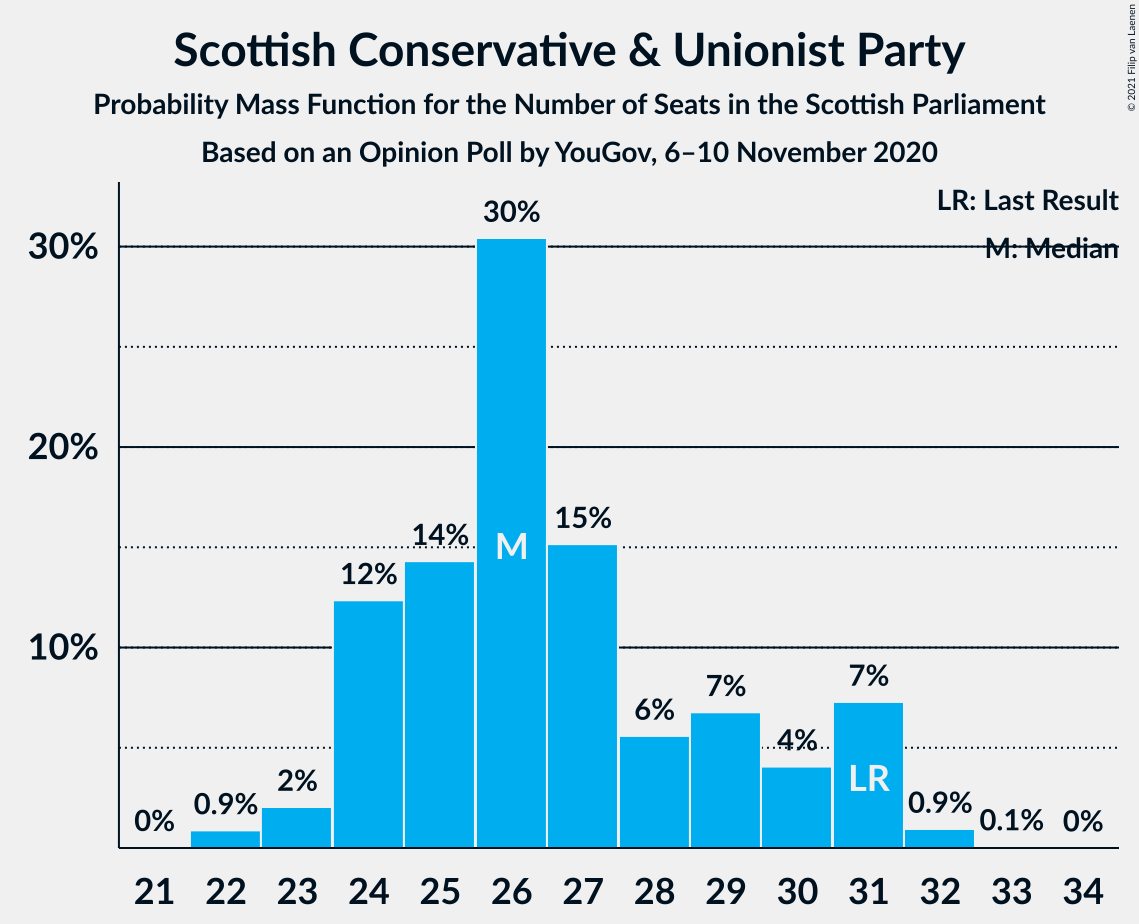 Scottish Conservative & Unionist Party
Probability Mass Function for the Number of Seats in the Scottish Parliament
Based on an Opinion Poll by YouGov, 6–10 November 2020
© 2021 Filip van Laenen
LR: Last Result
M: Median
30%
20%
10%
0%
0.9%
2%
12%
14%
30%
M
15%
6%
7%
4%
7%
LR
0.9%
0.1%
0%
21 22 23 24 25 26 27 28 29 30 31 32 33 34